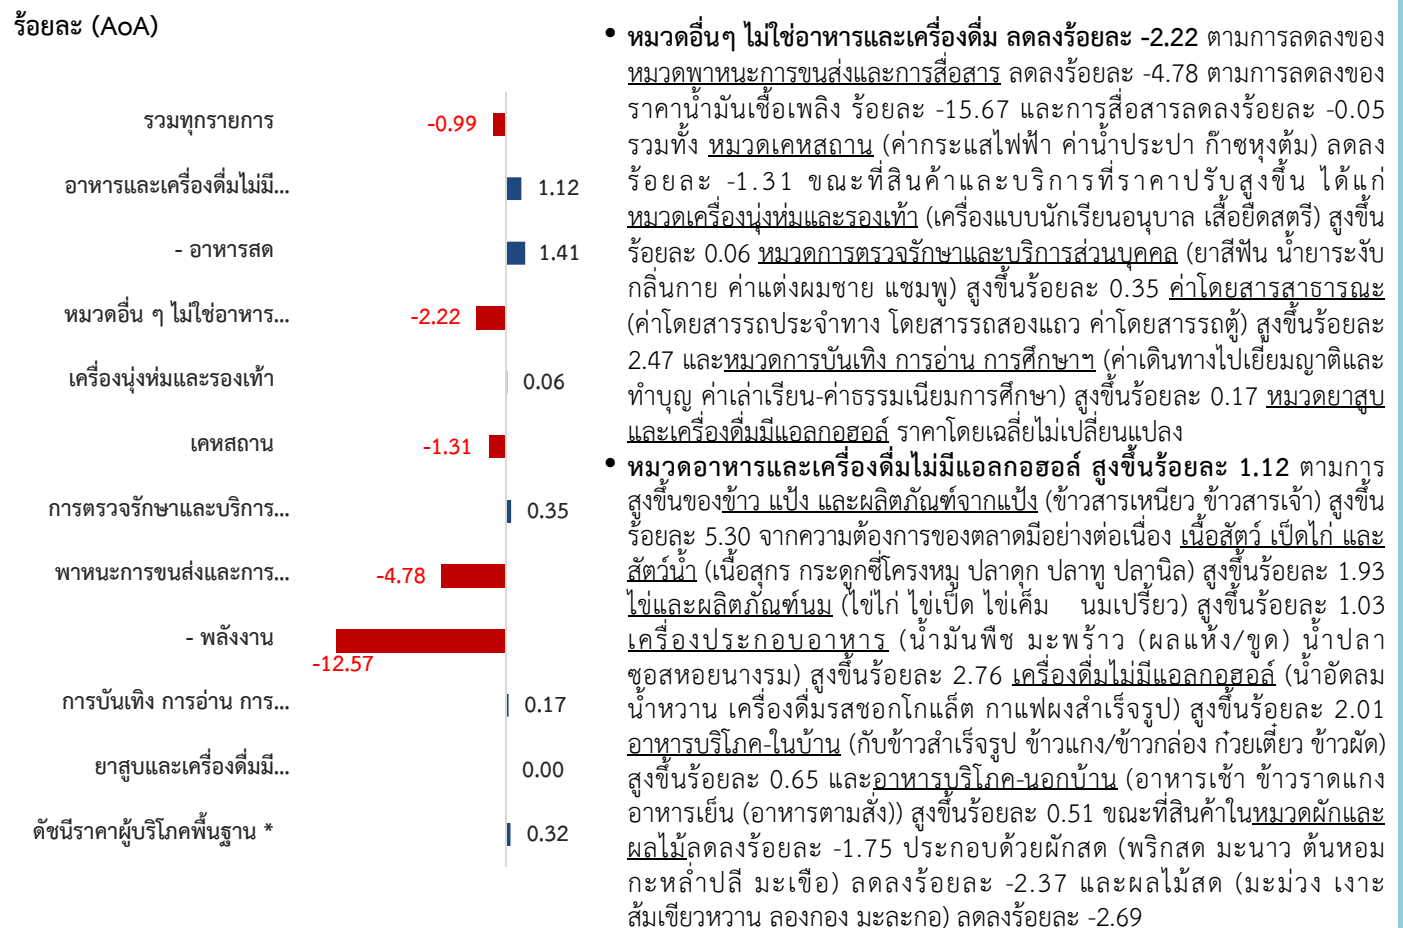 ร้อยละ (AoA)
รวมทุกรายการ -0.99
อาหารและเครื่องดื่มไม่มี... 1.12
- อาหารสด 1.41
หมวดอื่น ๆ ไม่ใช่อาหาร... -2.22
เครื่องนุ่งห่มและรองเท้า 0.06
เคหสถาน -1.31
การตรวจรักษาและบริการ... 0.35
พาหนะการขนส่งและการ... -4.78
- พลังงาน -12.57
การบันเทิง การอ่าน การ... 0.17
ยาสูบและเครื่องดื่มมี... 0.00
ดัชนีราคาผู้บริโภคพื้นฐาน * 0.32
• หมวดอื่นๆ ไม่ใช่อาหารและเครื่องดื่ม ลดลงร้อยละ -2.22 ตามการลดลงของ
หมวดพาหนะการขนส่งและการสื่อสาร ลดลงร้อยละ -4.78 ตามการลดลงของ
ราคาน้ำมันเชื้อเพลิง ร้อยละ -15.67 และการสื่อสารลดลงร้อยละ -0.05
รวมทั้ง หมวดเคหสถาน (ค่ากระแสไฟฟ้า ค่าน้ำประปา ก๊าซหุงต้ม) ลดลง
ร้อยละ -1.31 ขณะที่สินค้าและบริการที่ราคาปรับสูงขึ้น ได้แก่
หมวดเครื่องนุ่งห่มและรองเท้า (เครื่องแบบนักเรียนอนุบาล เสื้อยืดสตรี) สูงขึ้น
ร้อยละ 0.06 หมวดการตรวจรักษาและบริการส่วนบุคคล (ยาสีฟัน น้ำยาระงับ
กลิ่นกาย ค่าแต่งผมชาย แชมพู) สูงขึ้นร้อยละ 0.35 ค่าโดยสารสาธารณะ
(ค่าโดยสารรถประจำทาง โดยสารรถสองแถว ค่าโดยสารรถตู้) สูงขึ้นร้อยละ
2.47 และหมวดการบันเทิง การอ่าน การศึกษาฯ (ค่าเดินทางไปเยี่ยมญาติและ
ทำบุญ ค่าเล่าเรียน-ค่าธรรมเนียมการศึกษา) สูงขึ้นร้อยละ 0.17 หมวดยาสูบ
และเครื่องดื่มมีแอลกอฮอล์ ราคาโดยเฉลี่ยไม่เปลี่ยนแปลง
• หมวดอาหารและเครื่องดื่มไม่มีแอลกอฮอล์ สูงขึ้นร้อยละ 1.12 ตามการ
สูงขึ้นของข้าว แป้ง และผลิตภัณฑ์จากแป้ง (ข้าวสารเหนียว ข้าวสารเจ้า) สูงขึ้น
ร้อยละ 5.30 จากความต้องการของตลาดมีอย่างต่อเนื่อง เนื้อสัตว์ เป็ดไก่ และ
สัตว์น้ำ (เนื้อสุกร กระดูกซี่โครงหมู ปลาดุก ปลาทู ปลานิล) สูงขึ้นร้อยละ 1.93
ไข่และผลิตภัณฑ์นม (ไข่ไก่ ไข่เป็ด ไข่เค็ม นมเปรี้ยว) สูงขึ้นร้อยละ 1.03
เครื่องประกอบอาหาร (น้ำมันพืช มะพร้าว (ผลแห้ง/ขูด) น้ำปลา
ซอสหอยนางรม) สูงขึ้นร้อยละ 2.76 เครื่องดื่มไม่มีแอลกอฮอล์ (น้ำอัดลม
น้ำหวาน เครื่องดื่มรสชอกโกแล็ต กาแฟผงสำเร็จรูป) สูงขึ้นร้อยละ 2.01
อาหารบริโภค-ในบ้าน (กับข้าวสำเร็จรูป ข้าวแกง/ข้าวกล่อง ก๋วยเตี๋ยว ข้าวผัด)
สูงขึ้นร้อยละ 0.65 และอาหารบริโภค-นอกบ้าน (อาหารเช้า ข้าวราดแกง
อาหารเย็น (อาหารตามสั่ง)) สูงขึ้นร้อยละ 0.51 ขณะที่สินค้าในหมวดผักและ
ผลไม้ลดลงร้อยละ -1.75 ประกอบด้วยผักสด (พริกสด มะนาว ต้นหอม
กะหล่ำปลี มะเขือ) ลดลงร้อยละ -2.37 และผลไม้สด (มะม่วง เงาะ
ส้มเขียวหวาน ลองกอง มะละกอ) ลดลงร้อยละ -2.69